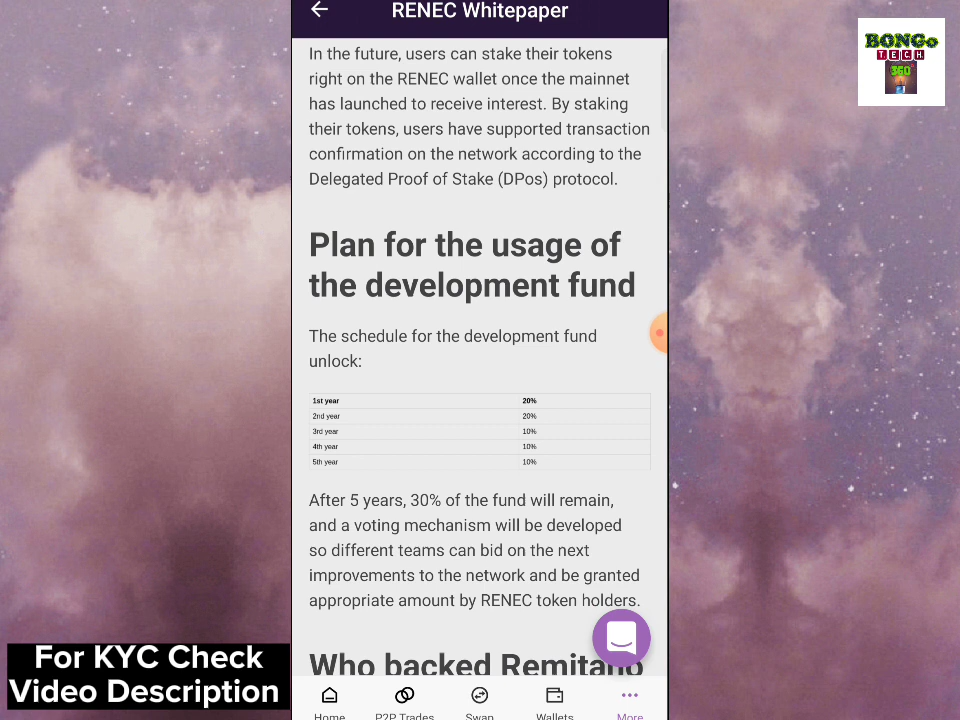 RENEC Whitepaper
BONGo
TECH
360°
In the future, users can stake their tokens
right on the RENEC wallet once the mainnet
has launched to receive interest. By staking
their tokens, users have supported transaction
confirmation on the network according to the
Delegated Proof of Stake (DPos) protocol.
Plan for the usage of
the development fund
The schedule for the development fund
unlock:
1st year 20%
2nd year 20%
3rd year 10%
4th year 10%
5th year 10%
After 5 years, 30% of the fund will remain,
and a voting mechanism will be developed
so different teams can bid on the next
improvements to the network and be granted
appropriate amount by RENEC token holders.
Who backed Remitano
For KYC Check
Video Description
Home P2P Trades Swap Wallets More